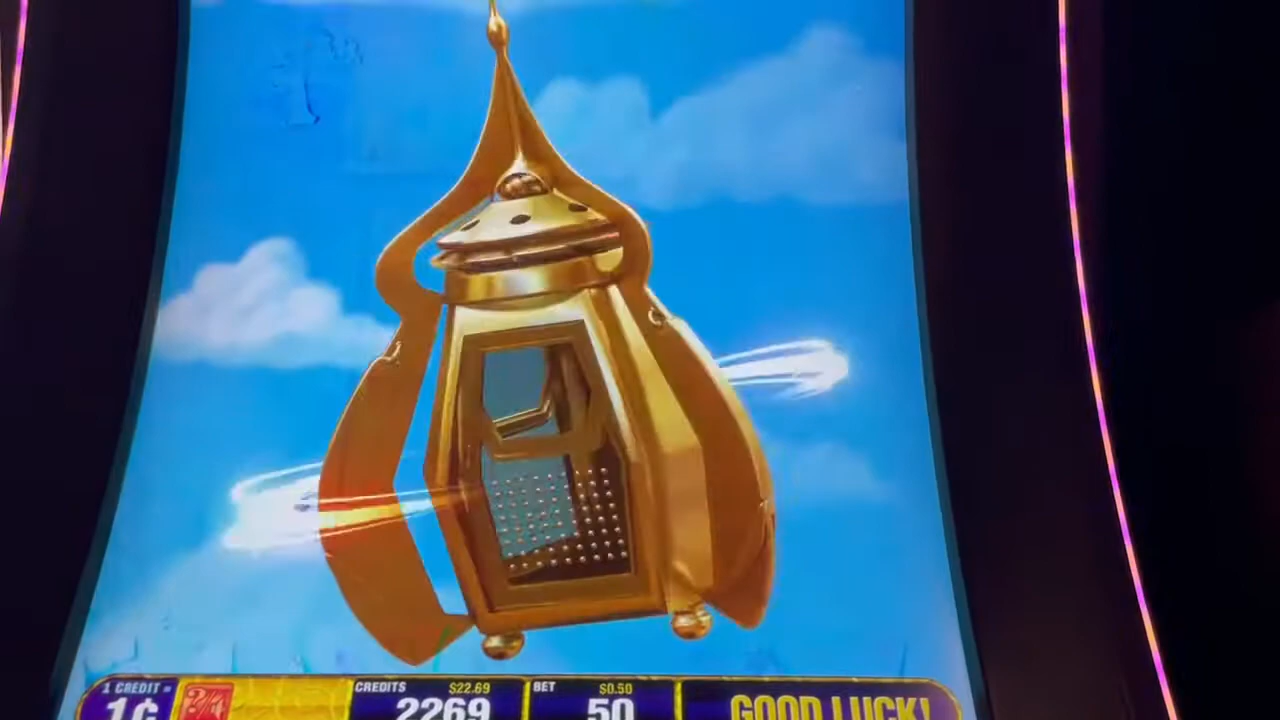 1 CREDIT =
1¢
CREDITS $22.69
2269
BET $0.50
50
GOOD LUCK!